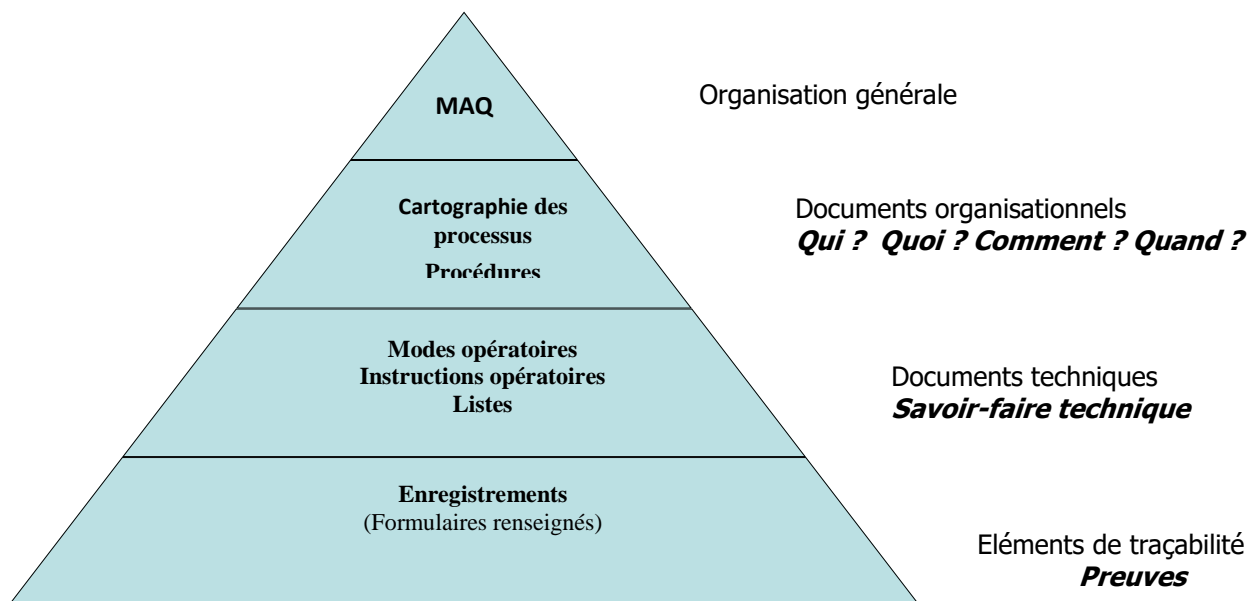 MAQ
Organisation générale
Cartographie des
processus
Procédures
Documents organisationnels
Qui ? Quoi ? Comment ? Quand ?
Modes opératoires
Instructions opératoires
Listes
Documents techniques
Savoir-faire technique
Enregistrements
(Formulaires renseignés)
Eléments de traçabilité
Preuves